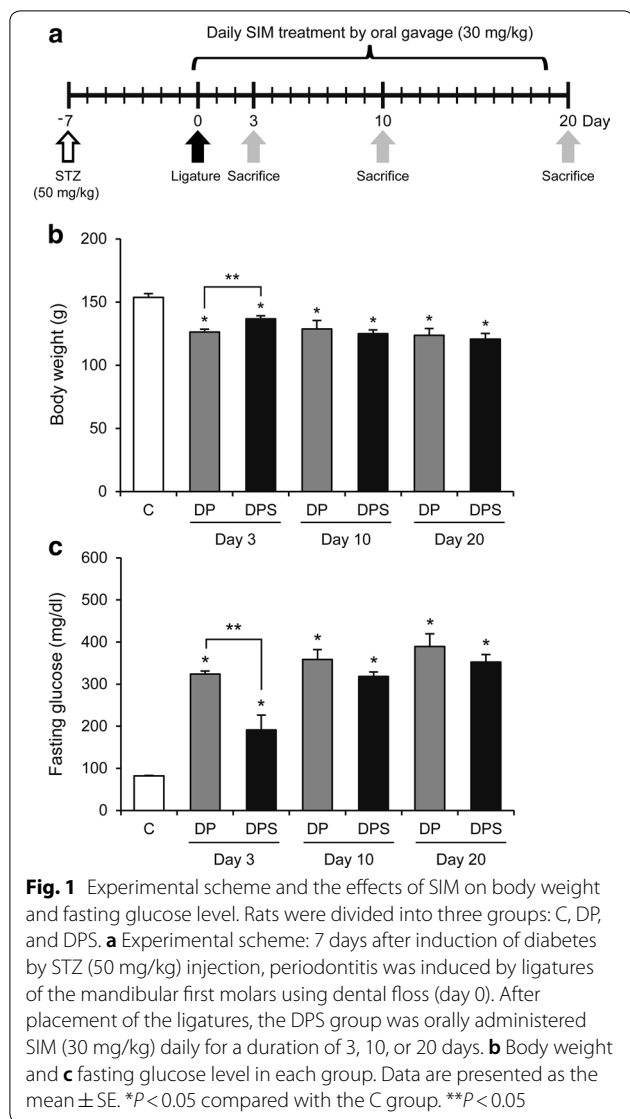 a
Daily SIM treatment by oral gavage (30 mg/kg)
-7 0 3 10 20 Day
STZ
(50 mg/kg)
Ligature Sacrifice Sacrifice Sacrifice
b
200
150
100
50
0
Body weight (g)
* ** * * * * *
C DP DPS DP DPS DP DPS
Day 3 Day 10 Day 20
c
600
500
400
300
200
100
0
Fasting glucose (mg/dl)
* ** * * * * *
C DP DPS DP DPS DP DPS
Day 3 Day 10 Day 20
Fig. 1 Experimental scheme and the effects of SIM on body weight
and fasting glucose level. Rats were divided into three groups: C, DP,
and DPS. a Experimental scheme: 7 days after induction of diabetes
by STZ (50 mg/kg) injection, periodontitis was induced by ligatures
of the mandibular first molars using dental floss (day 0). After
placement of the ligatures, the DPS group was orally administered
SIM (30 mg/kg) daily for a duration of 3, 10, or 20 days. b Body weight
and c fasting glucose level in each group. Data are presented as the
mean ± SE. *P < 0.05 compared with the C group. **P < 0.05